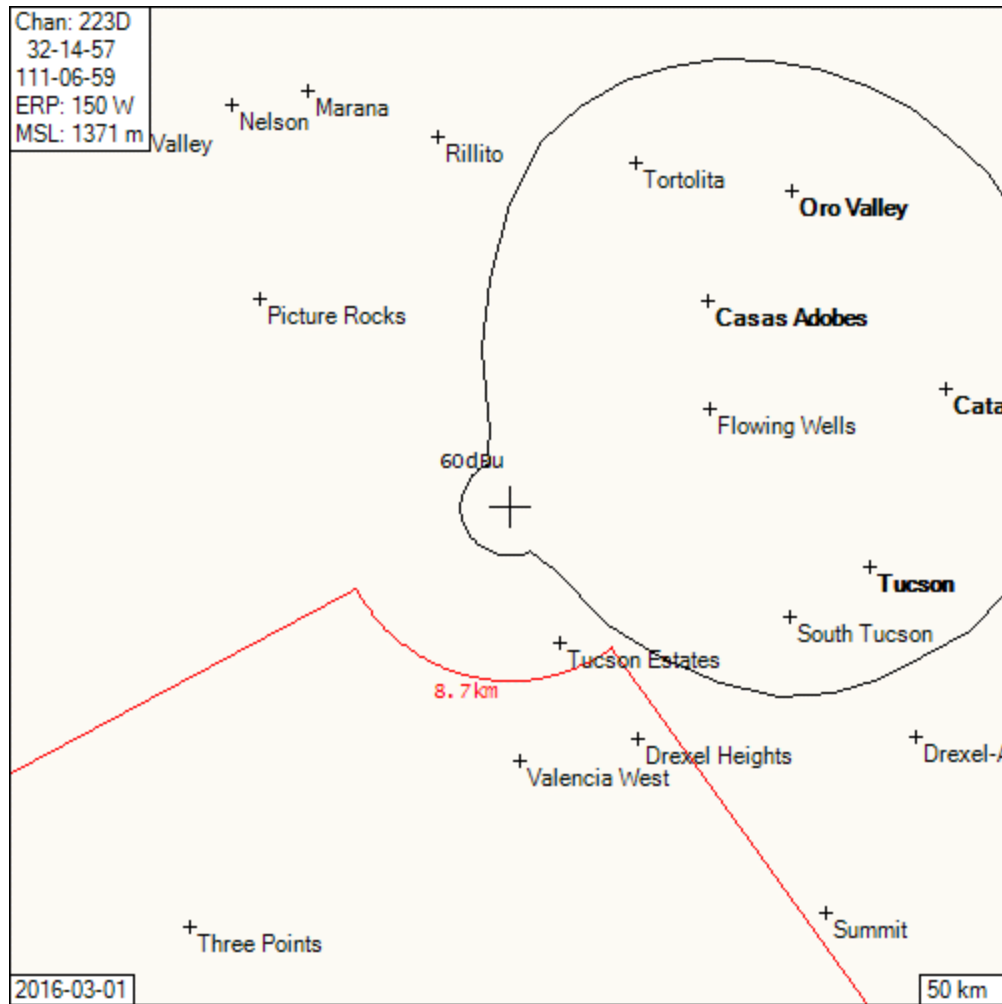 Chan: 223D
32-14-57
111-06-59
ERP: 150 W
MSL: 1371 m
Valley
Nelson
Marana
Rillito
Tortolita
Oro Valley
Picture Rocks
Casas Adobes
Cata
Flowing Wells
60dBu
Tucson
South Tucson
Tucson Estates
8.7km
Drexel Heights
Drexel-A
Valencia West
Three Points
Summit
2016-03-01
50 km